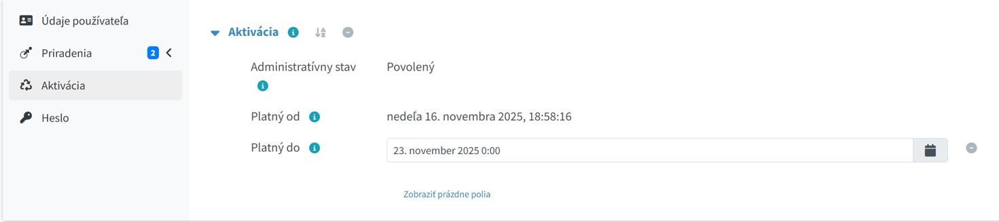 Údaje používateľa
Priradenia 2
Aktivácia
Heslo
Aktivácia
Administratívny stav Povolený
Platný od nedeľa 16. novembra 2025, 18:58:16
Platný do 23. november 2025 0:00
Zobraziť prázdne polia